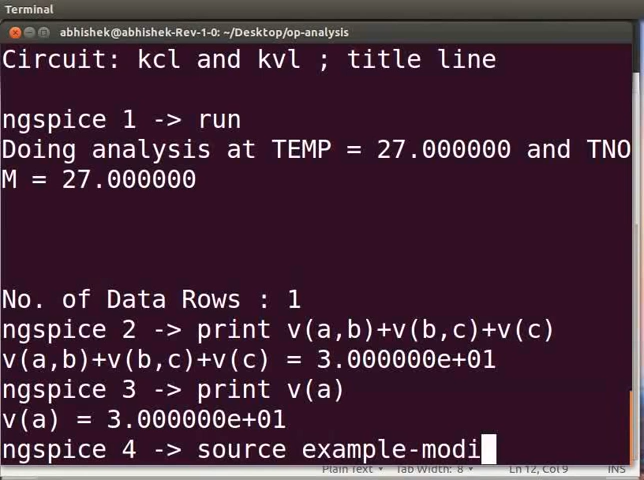 Terminal
abhishek@abhishek-Rev-1-0: ~/Desktop/op-analysis
Circuit: kcl and kvl ; title line
ngspice 1 -> run
Doing analysis at TEMP = 27.000000 and TNO
M = 27.000000
No. of Data Rows : 1
ngspice 2 -> print v(a,b)+v(b,c)+v(c)
v(a,b)+v(b,c)+v(c) = 3.000000e+01
ngspice 3 -> print v(a)
v(a) = 3.000000e+01
ngspice 4 -> source example-modi
Plain Text Tab Width: 8 Ln 12, Col 9 INS